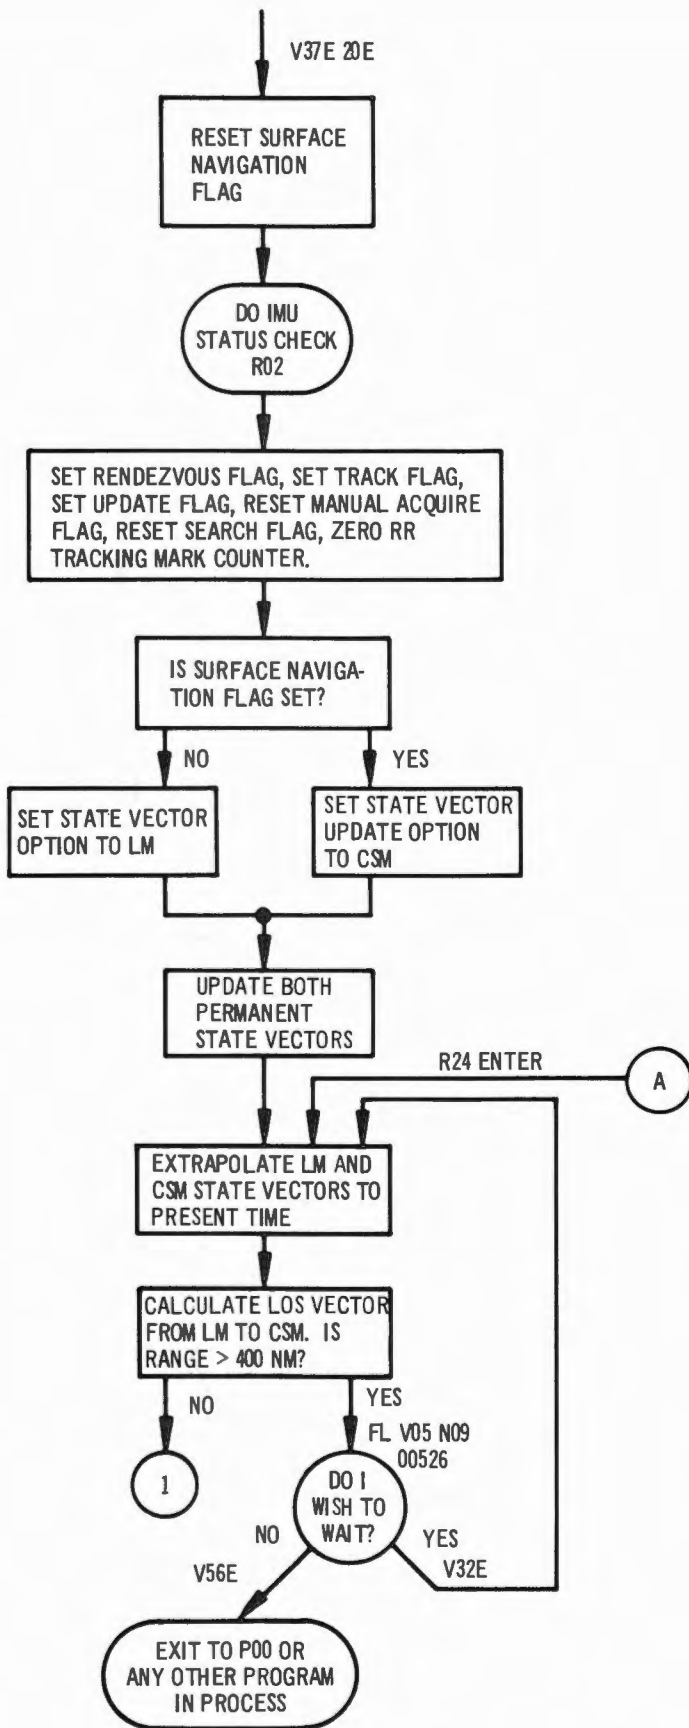 V37E 20E
RESET SURFACE
NAVIGATION
FLAG
DO IMU
STATUS CHECK
R02
SET RENDEZVOUS FLAG, SET TRACK FLAG,
SET UPDATE FLAG, RESET MANUAL ACQUIRE
FLAG, RESET SEARCH FLAG, ZERO RR
TRACKING MARK COUNTER.
IS SURFACE NAVIGA-
TION FLAG SET?
NO
YES
SET STATE VECTOR
OPTION TO LM
SET STATE VECTOR
UPDATE OPTION
TO CSM
UPDATE BOTH
PERMANENT
STATE VECTORS
R24 ENTER
A
EXTRAPOLATE LM AND
CSM STATE VECTORS TO
PRESENT TIME
CALCULATE LOS VECTOR
FROM LM TO CSM. IS
RANGE > 400 NM?
NO
YES
FL V05 N09
00526
1
DO I
WISH TO
WAIT?
NO
YES
V32E
V56E
EXIT TO P00 OR
ANY OTHER PROGRAM
IN PROCESS